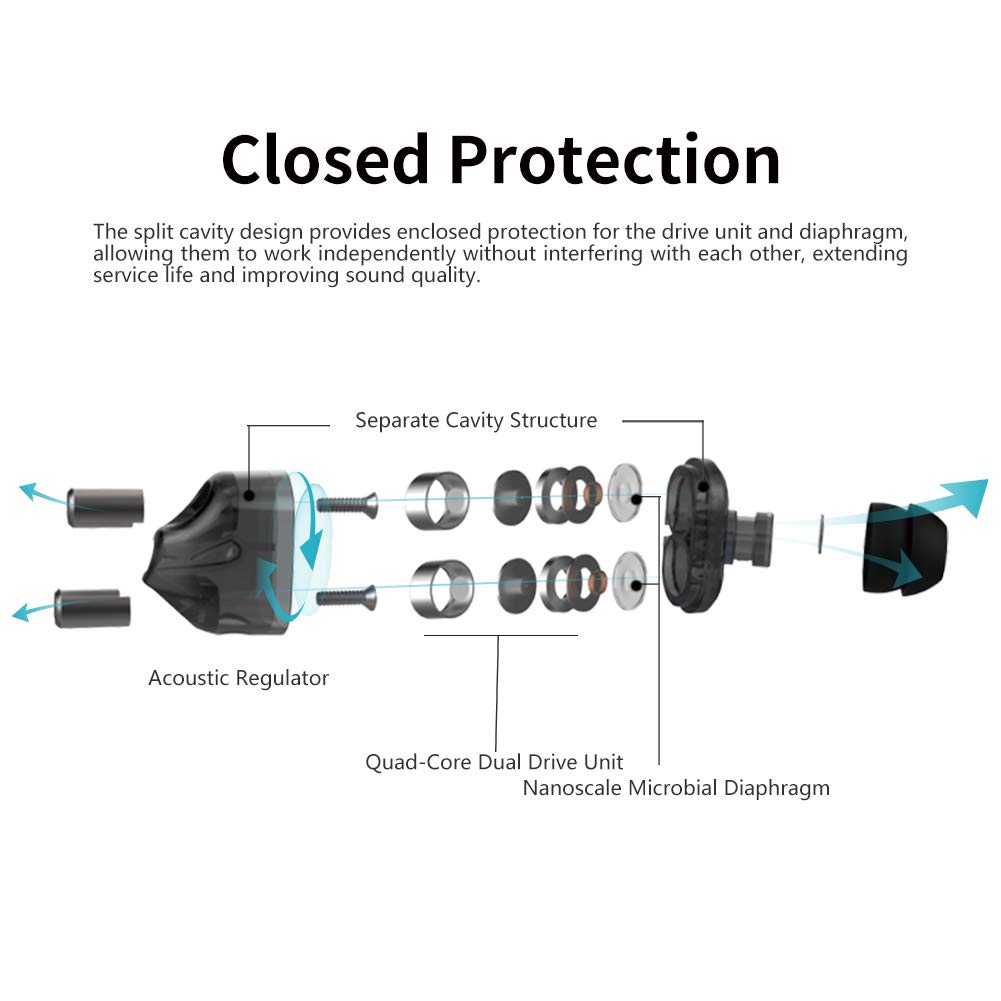 Closed Protection
The split cavity design provides enclosed protection for the drive unit and diaphragm,
allowing them to work independently without interfering with each other, extending
service life and improving sound quality.
Separate Cavity Structure
Acoustic Regulator
Quad-Core Dual Drive Unit
Nanoscale Microbial Diaphragm